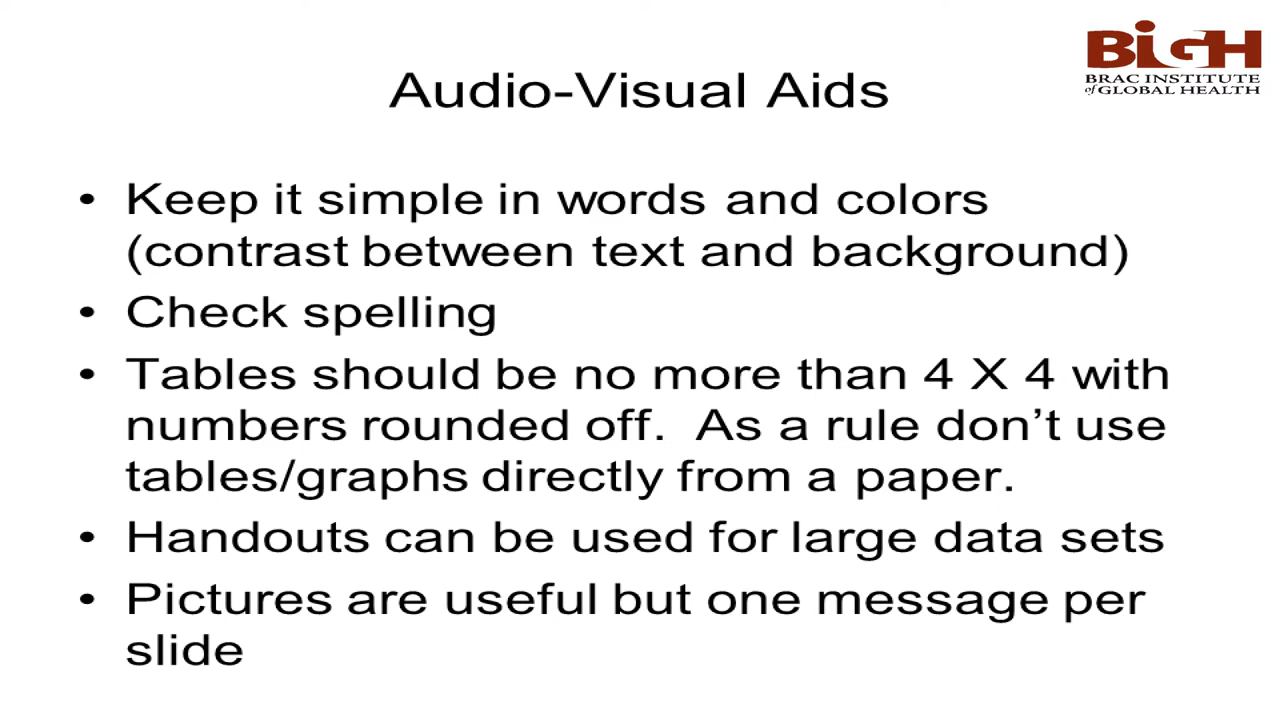 BIGH
BRAC INSTITUTE
of GLOBAL HEALTH
Audio-Visual Aids
• Keep it simple in words and colors
(contrast between text and background)
• Check spelling
• Tables should be no more than 4 X 4 with
numbers rounded off.  As a rule don’t use
tables/graphs directly from a paper.
• Handouts can be used for large data sets
• Pictures are useful but one message per
slide